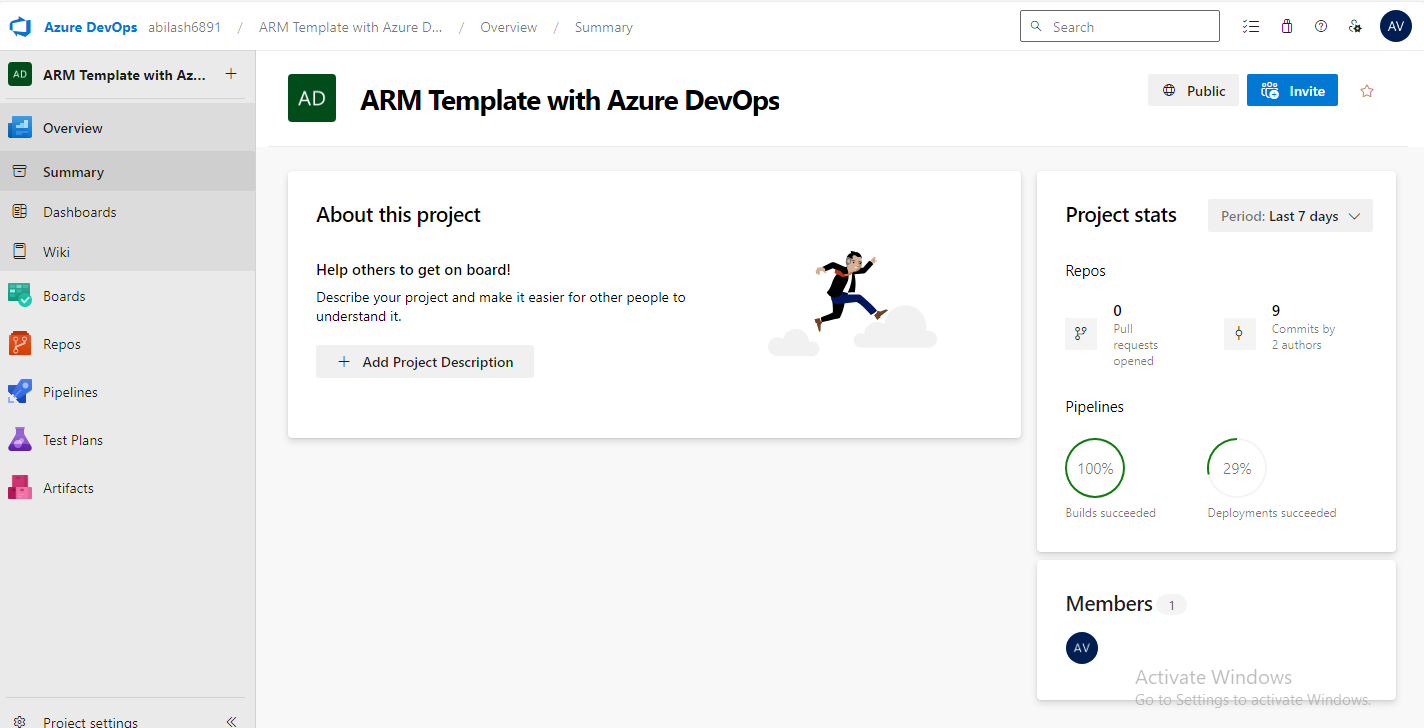 Azure DevOps abilash6891 / ARM Template with Azure D... / Overview / Summary
Search
AV
AD ARM Template with Az... +
Overview
Summary
Dashboards
Wiki
Boards
Repos
Pipelines
Test Plans
Artifacts
Project settings
AD
ARM Template with Azure DevOps
Public
Invite
About this project
Help others to get on board!
Describe your project and make it easier for other people to
understand it.
+ Add Project Description
Project stats
Period: Last 7 days
Repos
0
Pull
requests
opened
9
Commits by
2 authors
Pipelines
100%
Builds succeeded
29%
Deployments succeeded
Members 1
AV
Activate Windows
Go to Settings to activate Windows.